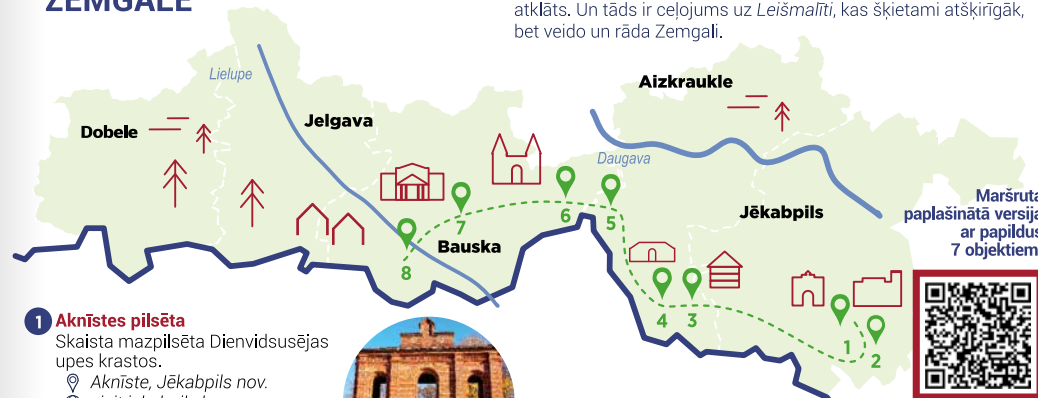 ZEMGALE
atklāts. Un tāds ir ceļojums uz Leišmalīti, kas šķietami atšķirīgāk,
bet veido un rāda Zemgali.
Lielupe
Aizkraukle
Dobele
Jelgava
Daugava
Jēkabpils
Bauska
8
7
6
5
4
3
1
2
Maršruta
paplašinātā versija
ar papildus
7 objektiem
1 Aknīstes pilsēta
Skaista mazpilsēta Dienvidsusējas
upes krastos.
Aknīste, Jēkabpils nov.